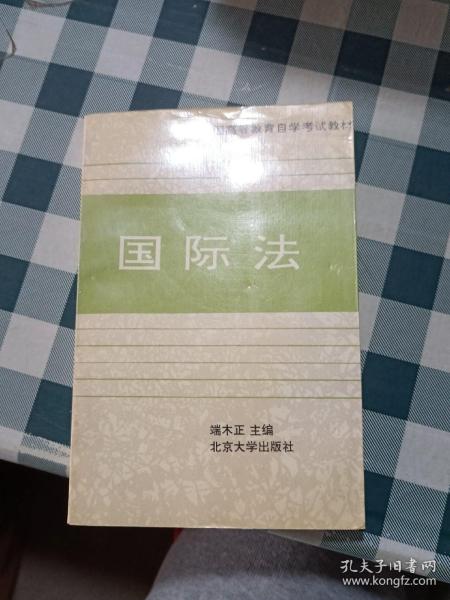 高等教育自学考试教材
国际法
端木正 主编
北京大学出版社
孔夫子旧书网
www.kongfz.com